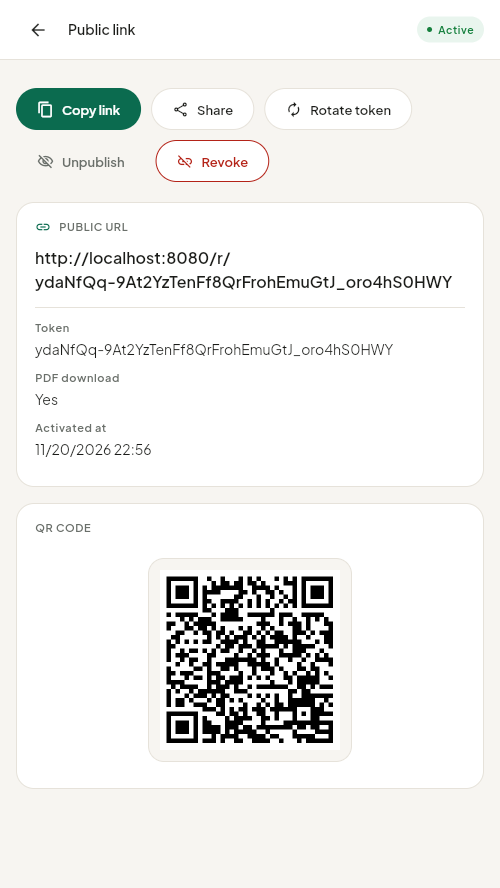 Public link
Active
Copy link
Share
Rotate token
Unpublish
Revoke
PUBLIC URL
http://localhost:8080/r/
ydaNfQq-9At2YzTenFf8QrFrohEmuGtJ_oro4hS0HWY
Token
ydaNfQq-9At2YzTenFf8QrFrohEmuGtJ_oro4hS0HWY
PDF download
Yes
Activated at
11/20/2026 22:56
QR CODE